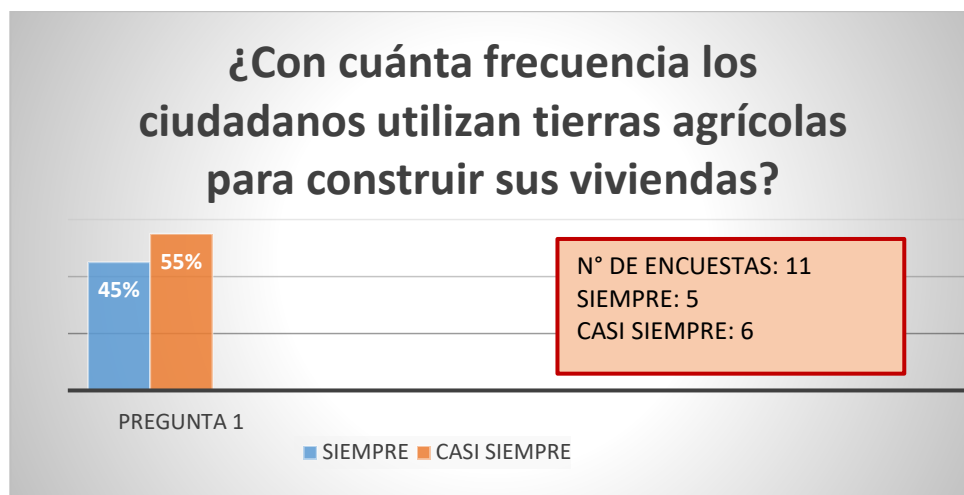 ¿Con cuánta frecuencia los
ciudadanos utilizan tierras agrícolas
para construir sus viviendas?
45%
55%
N° DE ENCUESTAS: 11
SIEMPRE: 5
CASI SIEMPRE: 6
PREGUNTA 1
SIEMPRE CASI SIEMPRE